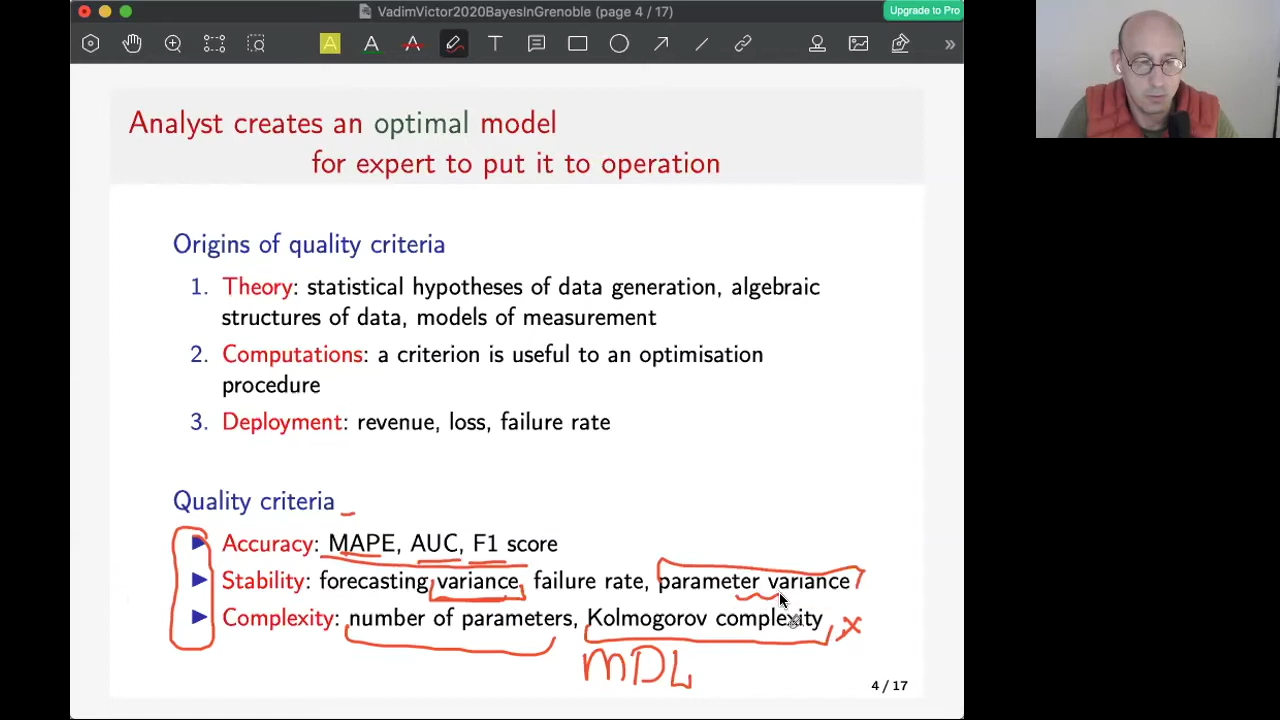 VadimVictor2020BayesInGrenoble (page 4 / 17)
Upgrade to Pro
A A A T
Analyst creates an optimal model
for expert to put it to operation
Origins of quality criteria
1. Theory: statistical hypotheses of data generation, algebraic
structures of data, models of measurement
2. Computations: a criterion is useful to an optimisation
procedure
3. Deployment: revenue, loss, failure rate
Quality criteria
▶ Accuracy: MAPE, AUC, F1 score
▶ Stability: forecasting variance, failure rate, parameter variance
▶ Complexity: number of parameters, Kolmogorov complexity, x
MDL
4 / 17